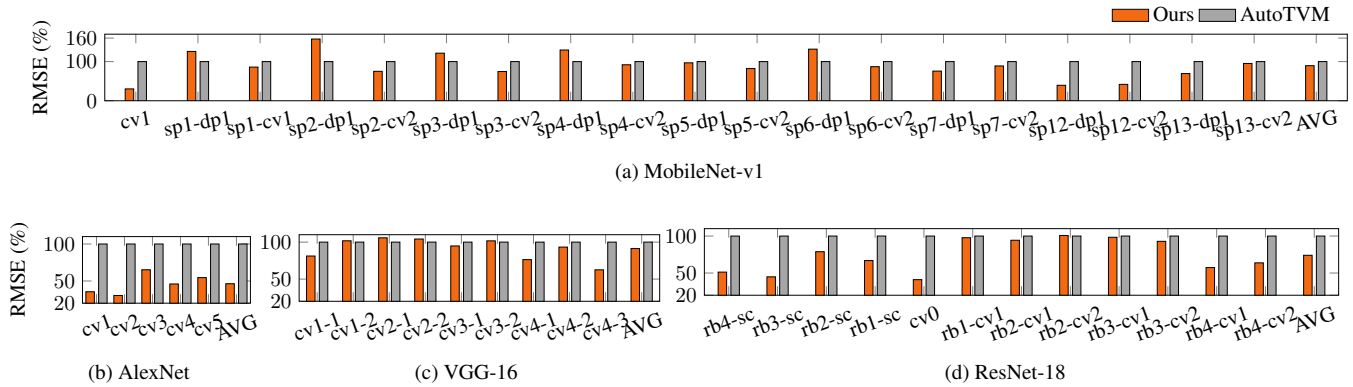 Ours AutoTVM
RMSE (%)
160
100
0
cv1 sp1-dp1 sp1-cv1 sp2-dp1 sp2-cv2 sp3-dp1 sp3-cv2 sp4-dp1 sp4-cv2 sp5-dp1 sp5-cv2 sp6-dp1 sp6-cv2 sp7-dp1 sp7-cv2 sp12-dp1 sp12-cv2 sp13-dp1 sp13-cv2 AVG
(a) MobileNet-v1
RMSE (%)
100
50
20
cv1 cv2 cv3 cv4 cv5 AVG
(b) AlexNet
100
50
20
cv1-1 cv1-2 cv2-1 cv2-2 cv3-1 cv3-2 cv4-1 cv4-2 cv4-3 AVG
(c) VGG-16
100
50
20
rb4-sc rb3-sc rb2-sc rb1-sc cv0 rb1-cv1 rb2-cv1 rb2-cv2 rb3-cv1 rb3-cv2 rb4-cv1 rb4-cv2 AVG
(d) ResNet-18